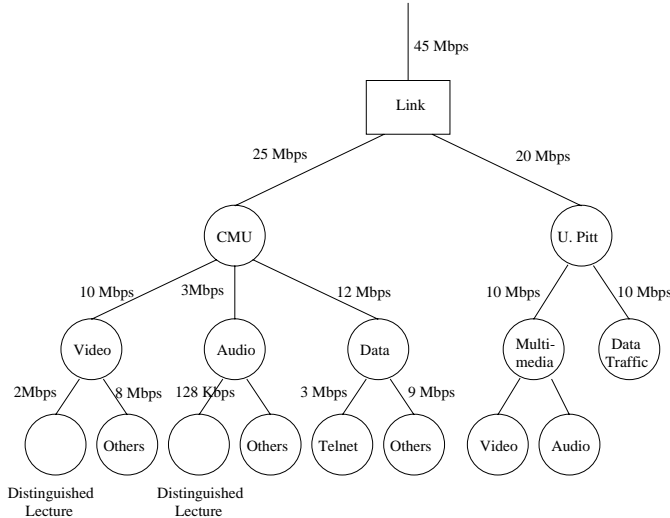 45 Mbps
Link
25 Mbps
20 Mbps
CMU
U. Pitt
10 Mbps
3Mbps
12 Mbps
10 Mbps
10 Mbps
Video
Audio
Data
Multi-
media
Data
Traffic
2Mbps
8 Mbps
128 Kbps
3 Mbps
9 Mbps
Others
Others
Telnet
Others
Video
Audio
Distinguished
Lecture
Distinguished
Lecture